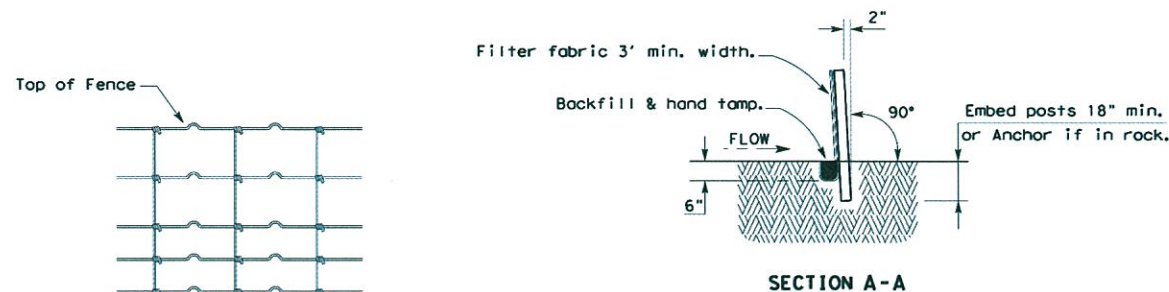 Top of Fence
2"
Filter fabric 3' min. width.
Backfill & hand tamp.
90°
Embed posts 18" min.
or Anchor if in rock.
FLOW
6"
SECTION A-A